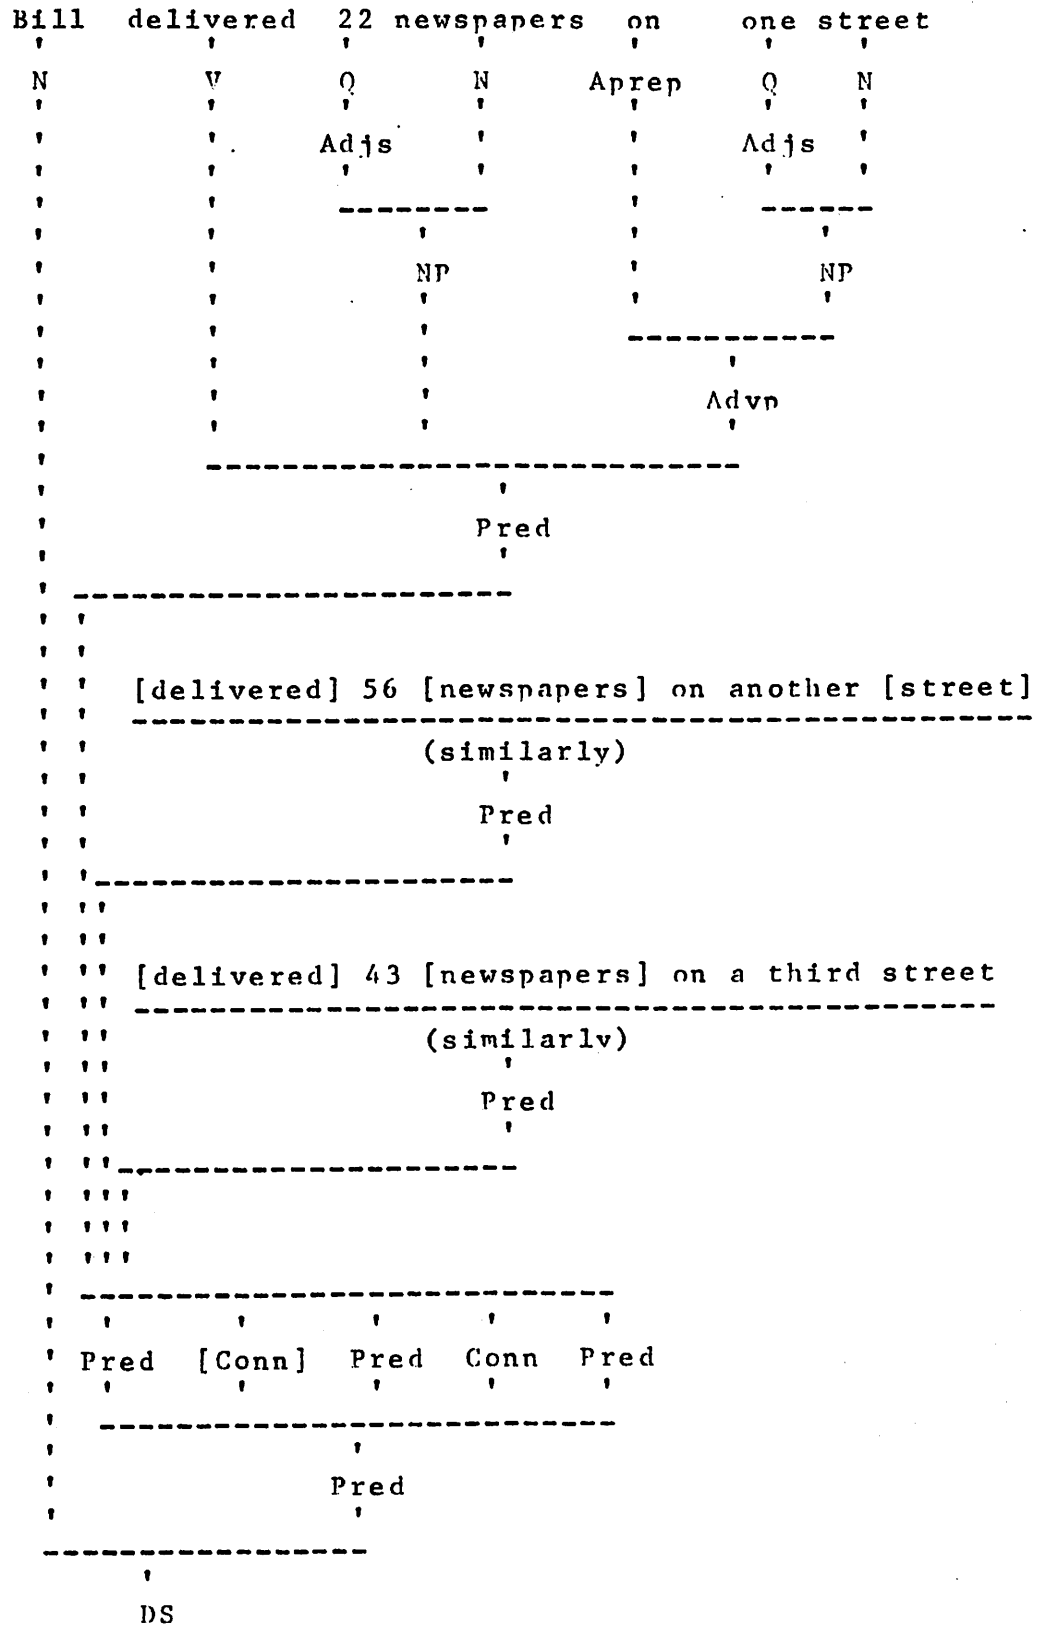 Bill delivered 22 newspapers on one street
N V Q N Aprep Q N
Adjs Adjs
NP NP
Advp
Pred
[delivered] 56 [newspapers] on another [street]
(similarly)
Pred
[delivered] 43 [newspapers] on a third street
(similarly)
Pred
Pred [Conn] Pred Conn Pred
Pred
DS